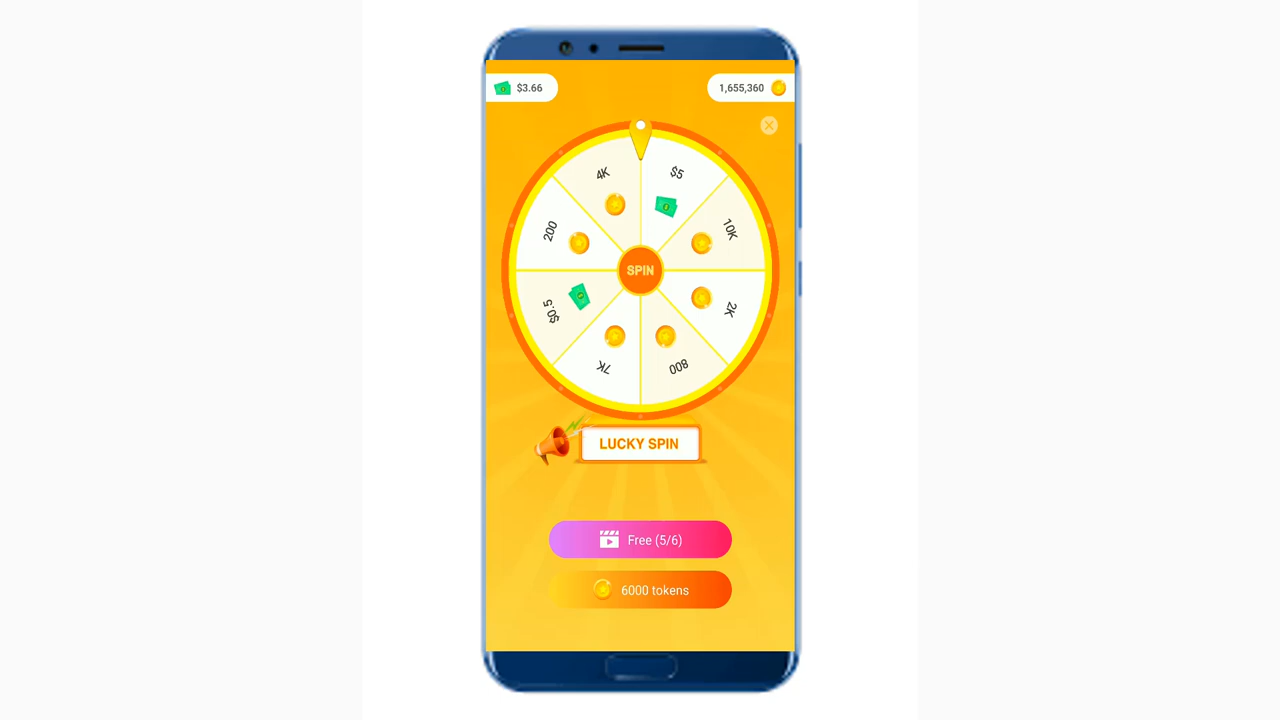 $3.66
1,655,360
4K
$5
200
10K
SPIN
$0.5
2K
7K
800
LUCKY SPIN
Free (5/6)
6000 tokens